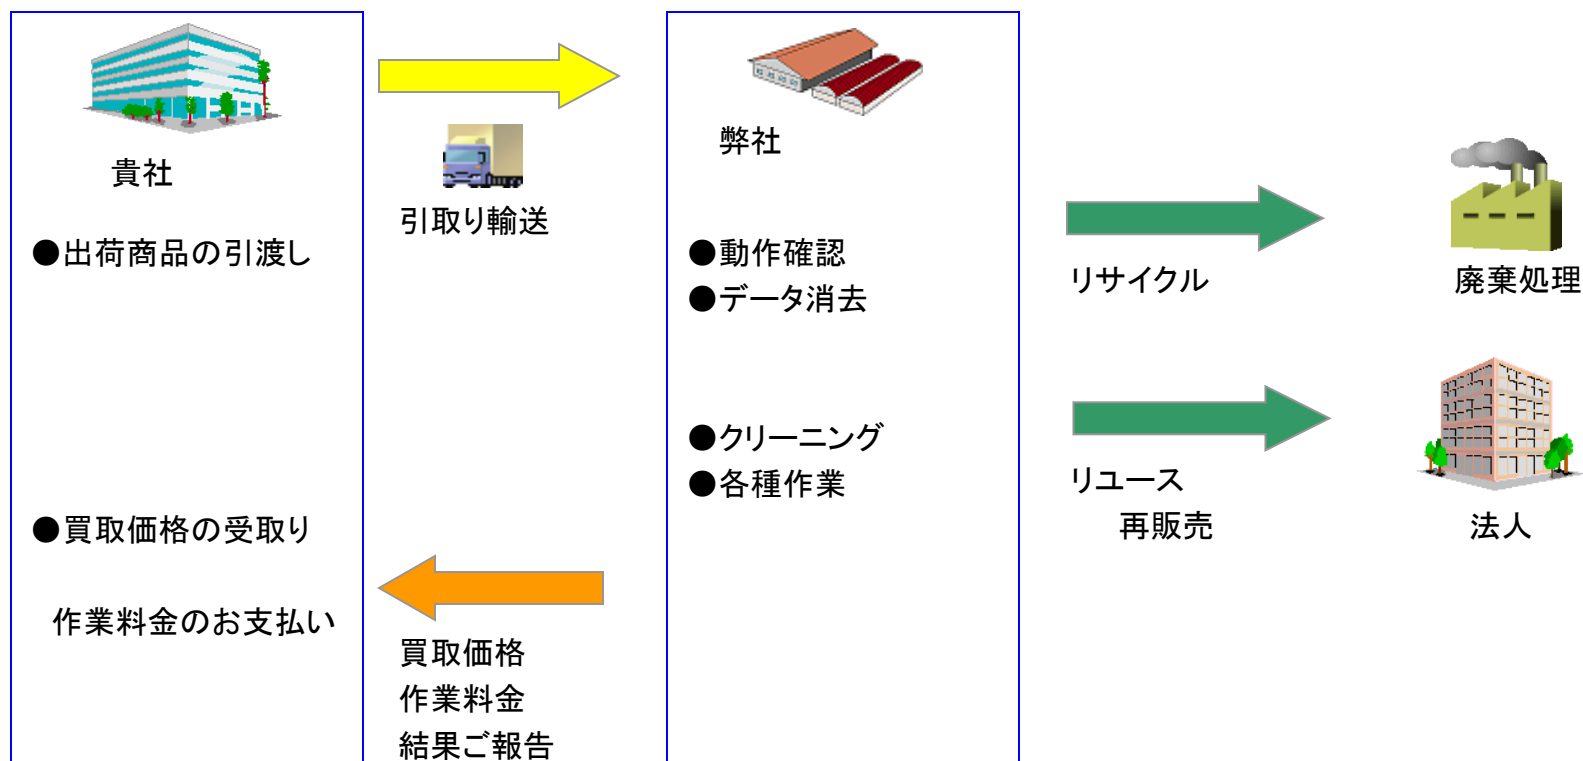 貴社
●出荷商品の引渡し
●買取価格の受取り
作業料金のお支払い
引取り輸送
買取価格
作業料金
結果ご報告
弊社
●動作確認
●データ消去
●クリーニング
●各種作業
リサイクル
廃棄処理
リユース
再販売
法人